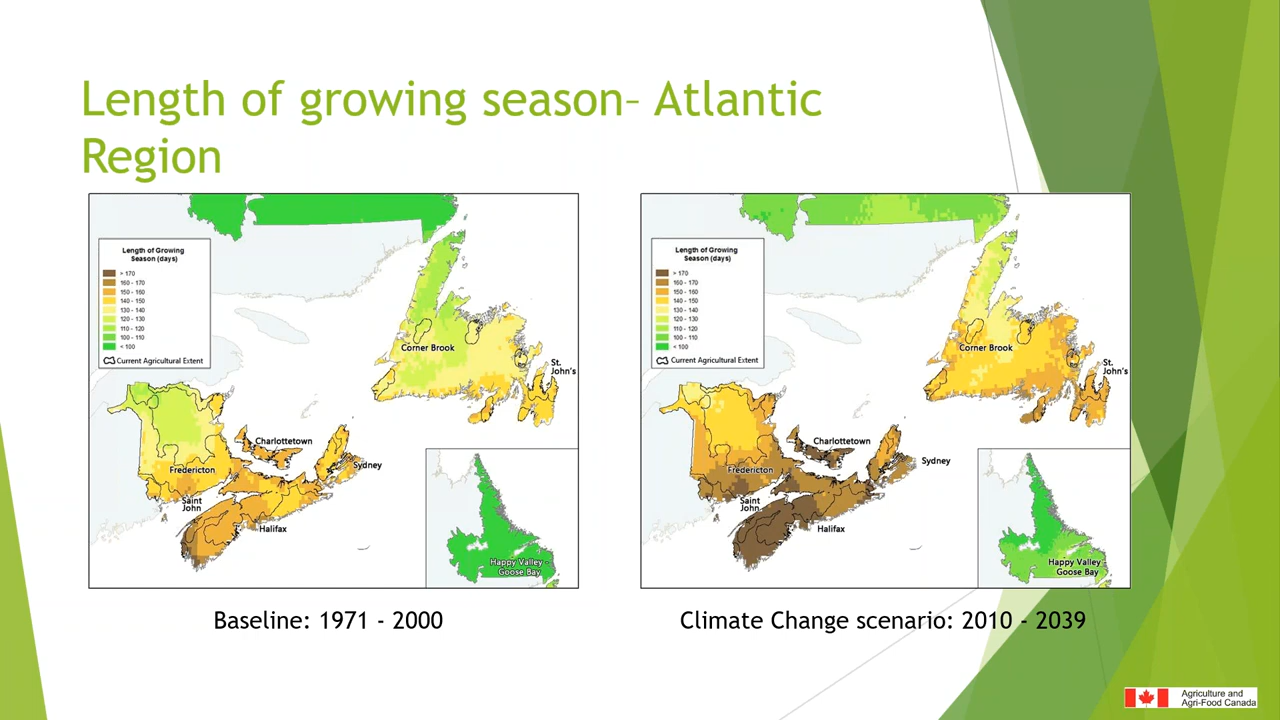 Length of growing season– Atlantic
Region
Length of Growing
Season (days)
> 170
160 - 170
150 - 160
140 - 150
130 - 140
120 - 130
110 - 120
100 - 110
< 100
Current Agricultural Extent
Corner Brook
St.
John's
Charlottetown
Sydney
Fredericton
Saint
John
Halifax
Happy Valley -
Goose Bay
Length of Growing
Season (days)
> 170
160 - 170
150 - 160
140 - 150
130 - 140
120 - 130
110 - 120
100 - 110
< 100
Current Agricultural Extent
Corner Brook
St.
John's
Charlottetown
Sydney
Fredericton
Saint
John
Halifax
Happy Valley -
Goose Bay
Baseline: 1971 - 2000
Climate Change scenario: 2010 - 2039
Agriculture and
Agri-Food Canada